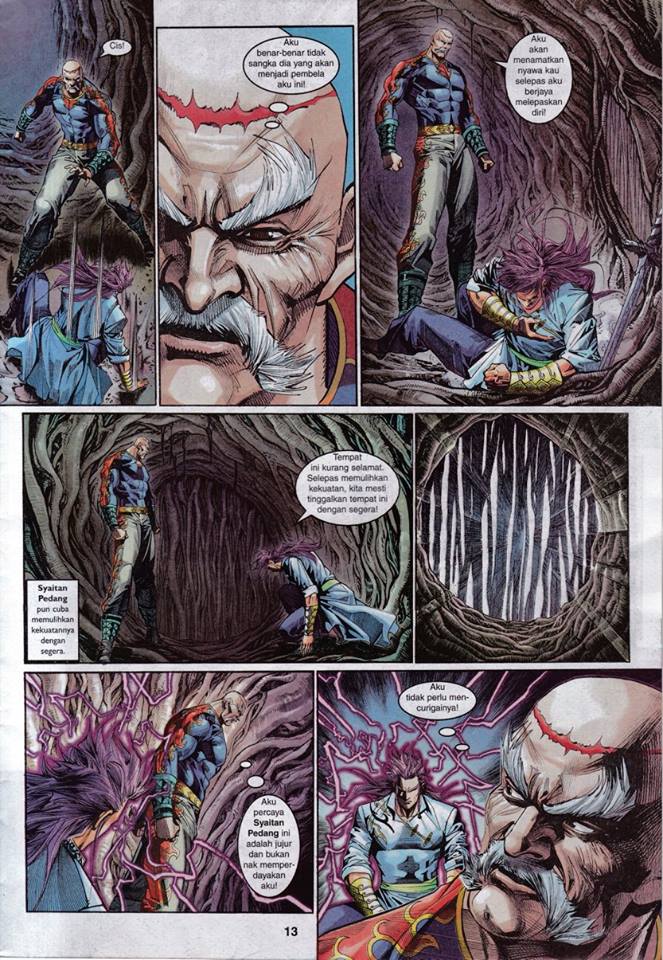 Cis!
Aku
benar-benar tidak
sangka dia yang akan
menjadi pembela
aku ini!
Aku
akan
menamatkan
nyawa kau
selepas aku
berjaya
melepaskan
diri!
Tempat
ini kurang selamat.
Selepas memulihkan
kekuatan, kita mesti
tinggalkan tempat ini
dengan segera!
Syaitan
Pedang
pun cuba
memulihkan
kekuatannya
dengan
segera.
Aku
percaya
Syaitan
Pedang ini
adalah jujur
dan bukan
nak memper-
dayakan
aku!
Aku
tidak perlu men-
curigainya!
13